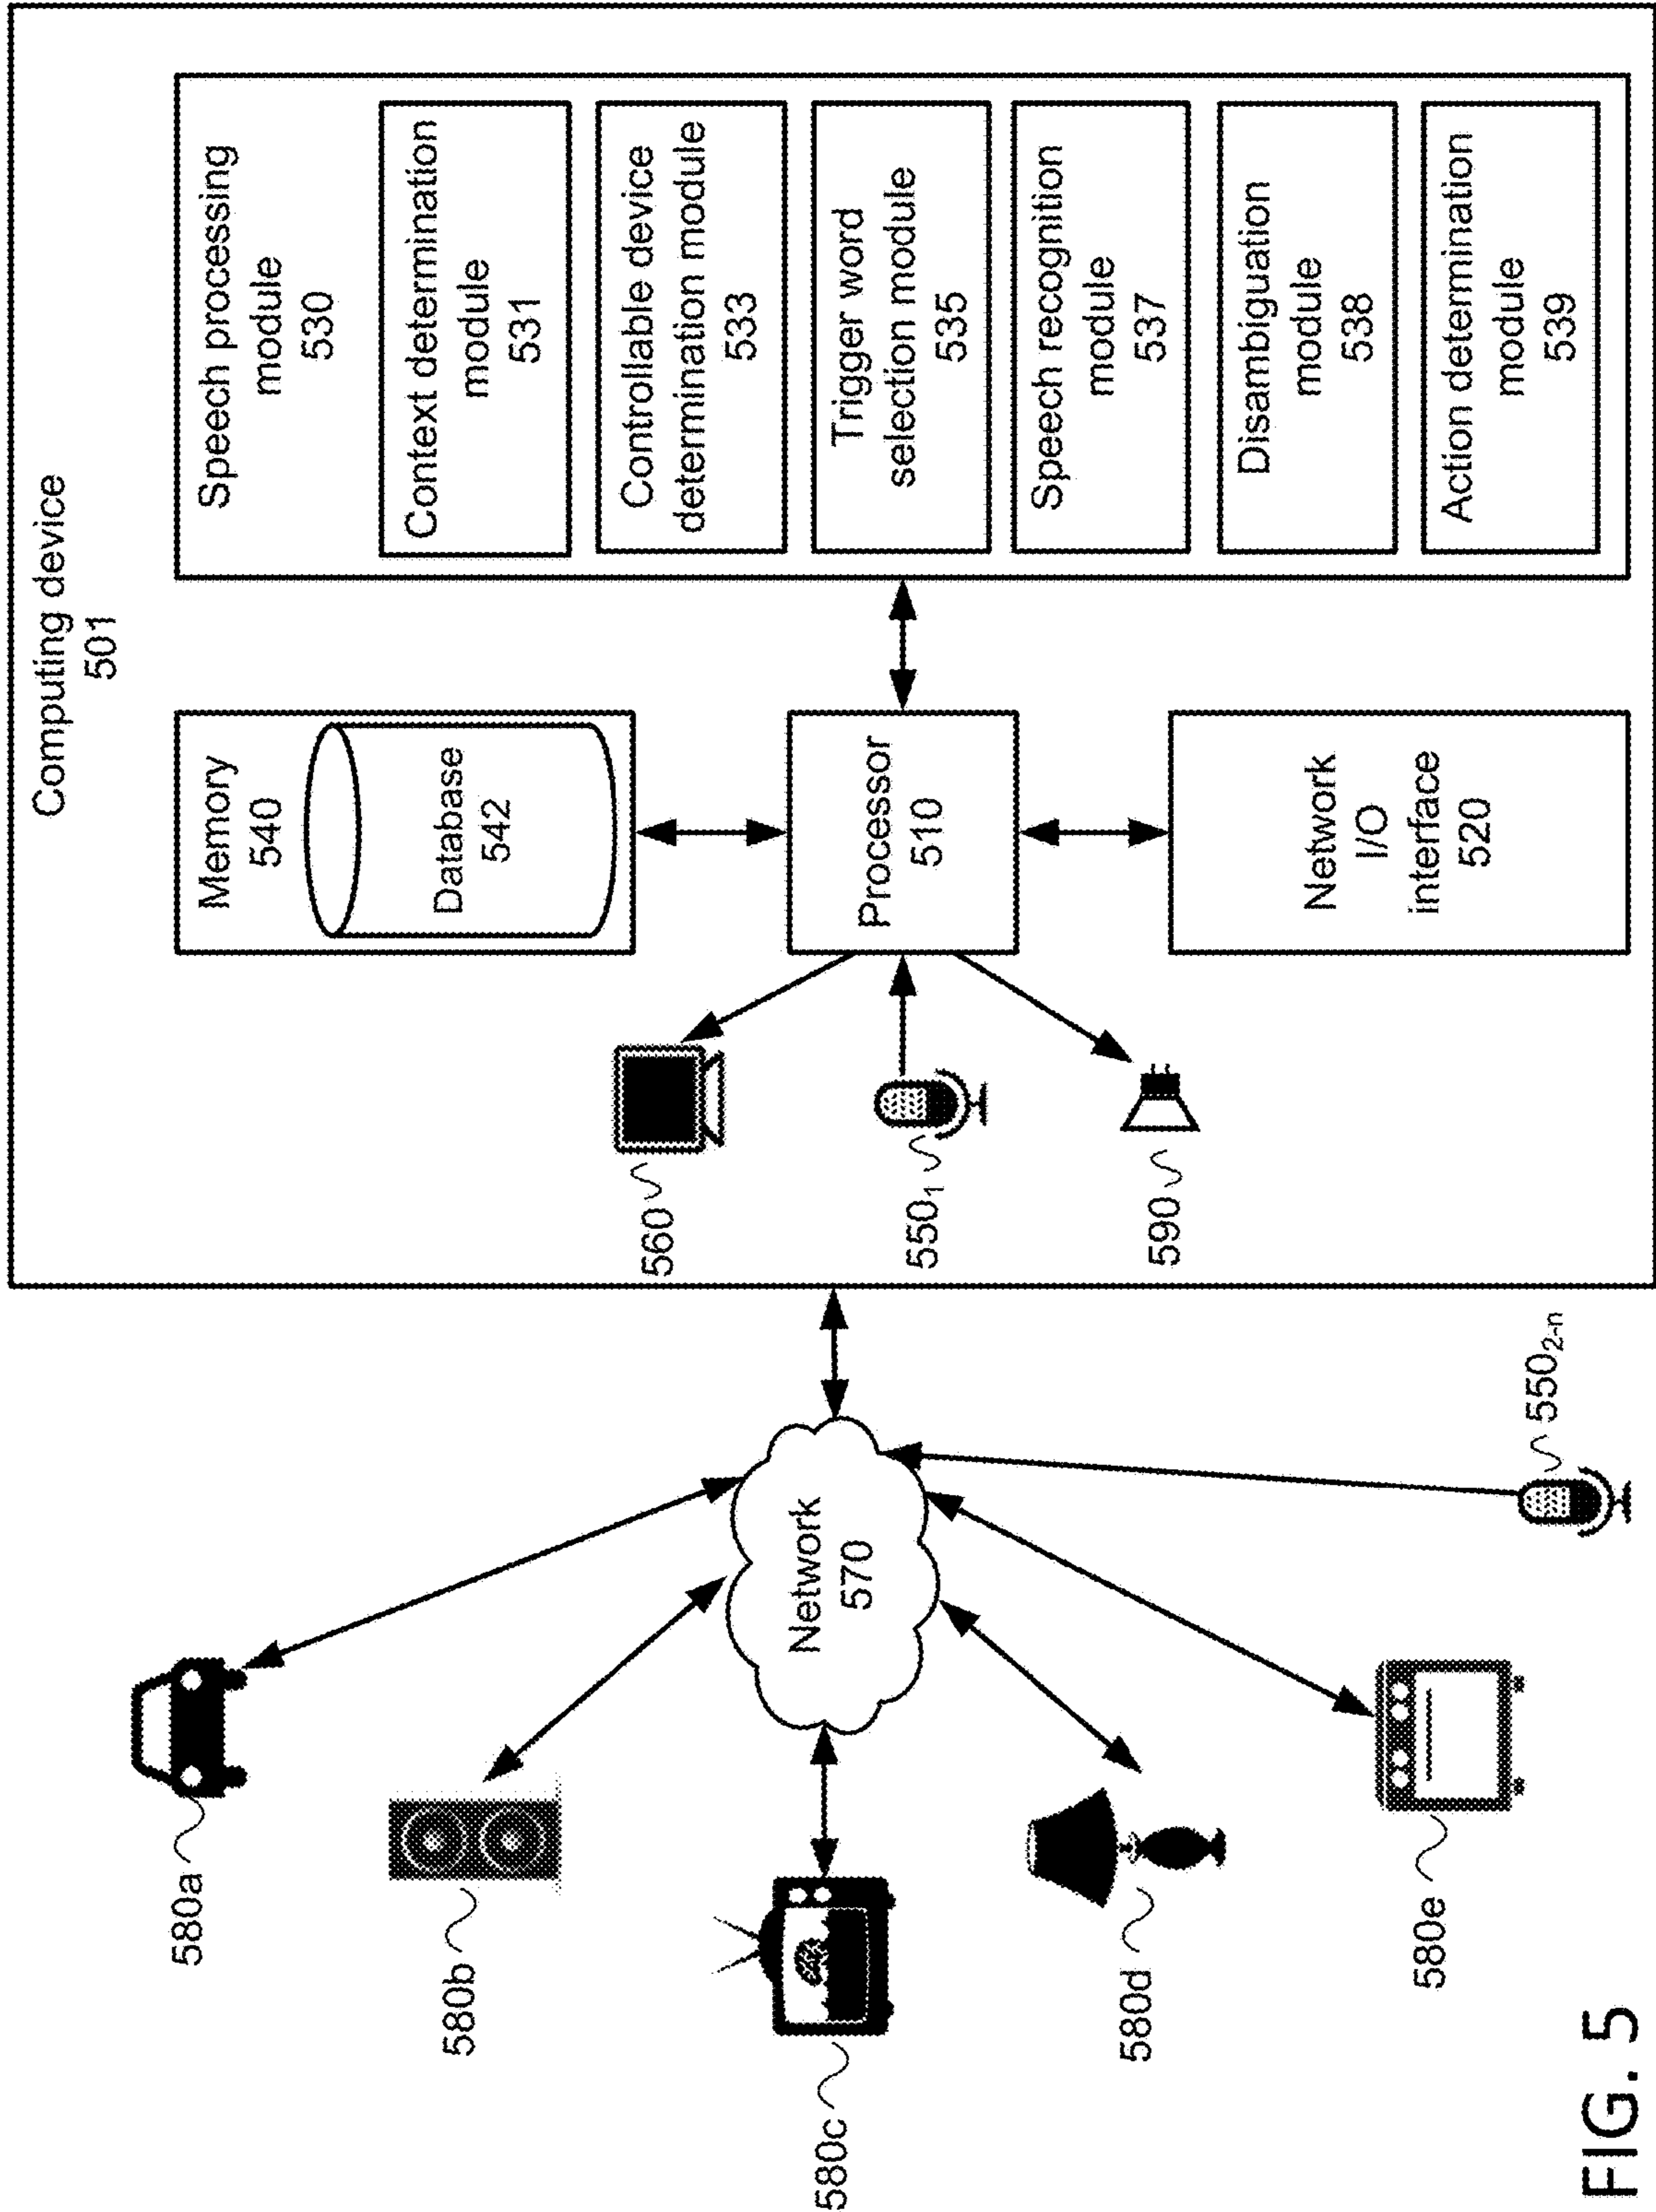 Computing device
501
Memory
540
Database
542
Processor
510
Network
I/O
interface
520
Speech processing
module
530
Context determination
module
531
Controllable device
determination module
533
Trigger word
selection module
535
Speech recognition
module
537
Disambiguation
module
538
Action determination
module
539
560
550₁
590
580a
580b
580c
580d
580e
Network
570
550₂₋ₙ
FIG. 5